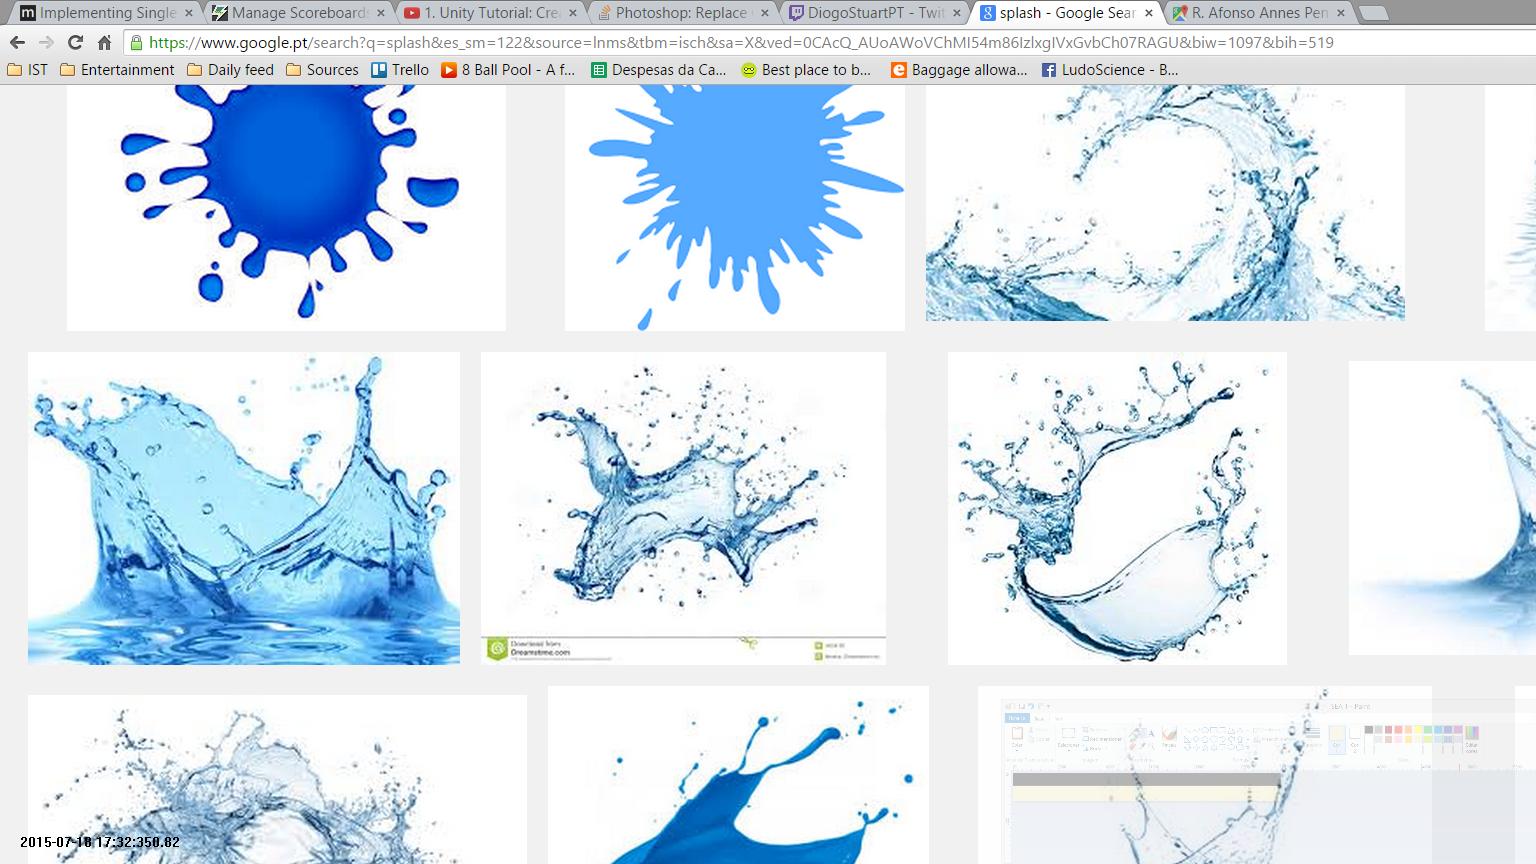 Implementing Single
Manage Scoreboard
1. Unity Tutorial: Cre
Photoshop: Replace
DiogoStuartPT - Twit
splash - Google Sear
R. Afonso Annes Pen
https://www.google.pt/search?q=splash&es_sm=122&source=lnms&tbm=isch&sa=X&ved=0CAcQ_AUoAWoVChMI54m86IzlxgIVxGvbCh07RAGU&biw=1097&bih=519
IST
Entertainment
Daily feed
Sources
Trello
8 Ball Pool - A f...
Despesas da Ca...
Best place to b...
Baggage allowa...
LudoScience - B...
Download from
Dreamstime.com
SEA 1 - Paint
2015-07-18 17:32:350.82